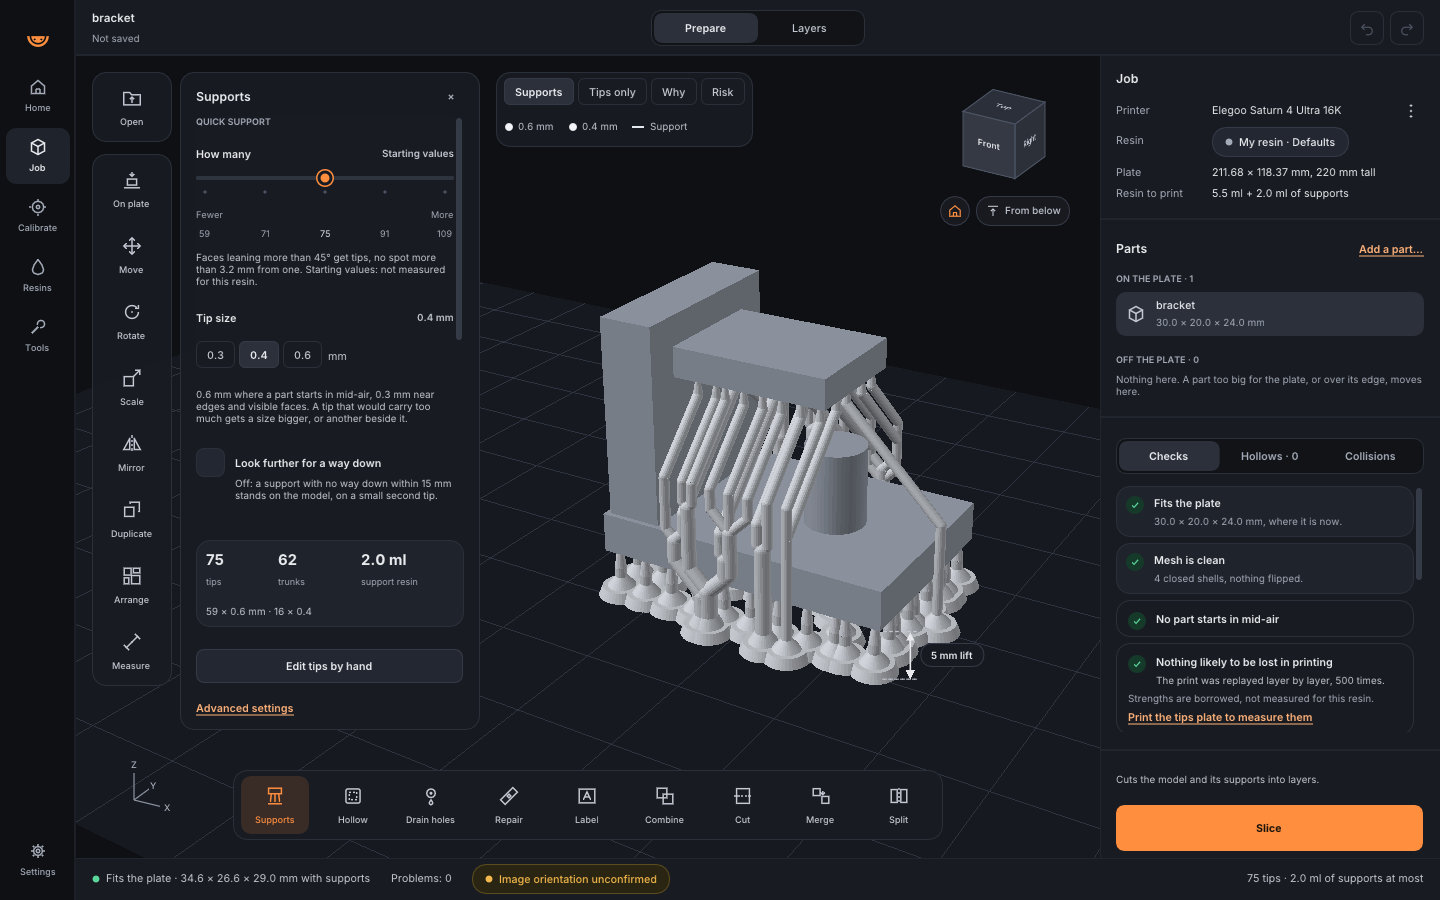 bracket
Not saved
Prepare
Layers
Home
Job
Calibrate
Resins
Tools
Settings
Open
On plate
Move
Rotate
Scale
Mirror
Duplicate
Arrange
Measure
Supports
×
QUICK SUPPORT
How many
Starting values
Fewer
More
59
71
75
91
109
Faces leaning more than 45° get tips, no spot more
than 3.2 mm from one. Starting values: not measured
for this resin.
Tip size
0.4 mm
0.3
0.4
0.6
mm
0.6 mm where a part starts in mid-air, 0.3 mm near
edges and visible faces. A tip that would carry too
much gets a size bigger, or another beside it.
Look further for a way down
Off: a support with no way down within 15 mm
stands on the model, on a small second tip.
75
62
2.0 ml
tips
trunks
support resin
59 × 0.6 mm · 16 × 0.4
Edit tips by hand
Advanced settings
Supports
Tips only
Why
Risk
0.6 mm
0.4 mm
Support
Top
Front
Right
From below
5 mm lift
Z
Y
X
Supports
Hollow
Drain holes
Repair
Label
Combine
Cut
Merge
Split
Job
Printer
Elegoo Saturn 4 Ultra 16K
Resin
My resin · Defaults
Plate
211.68 × 118.37 mm, 220 mm tall
Resin to print
5.5 ml + 2.0 ml of supports
Parts
Add a part...
ON THE PLATE · 1
bracket
30.0 × 20.0 × 24.0 mm
OFF THE PLATE · 0
Nothing here. A part too big for the plate, or over its edge, moves
here.
Checks
Hollows · 0
Collisions
Fits the plate
30.0 × 20.0 × 24.0 mm, where it is now.
Mesh is clean
4 closed shells, nothing flipped.
No part starts in mid-air
Nothing likely to be lost in printing
The print was replayed layer by layer, 500 times.
Strengths are borrowed, not measured for this resin.
Print the tips plate to measure them
Cuts the model and its supports into layers.
Slice
Fits the plate · 34.6 × 26.6 × 29.0 mm with supports
Problems: 0
Image orientation unconfirmed
75 tips · 2.0 ml of supports at most